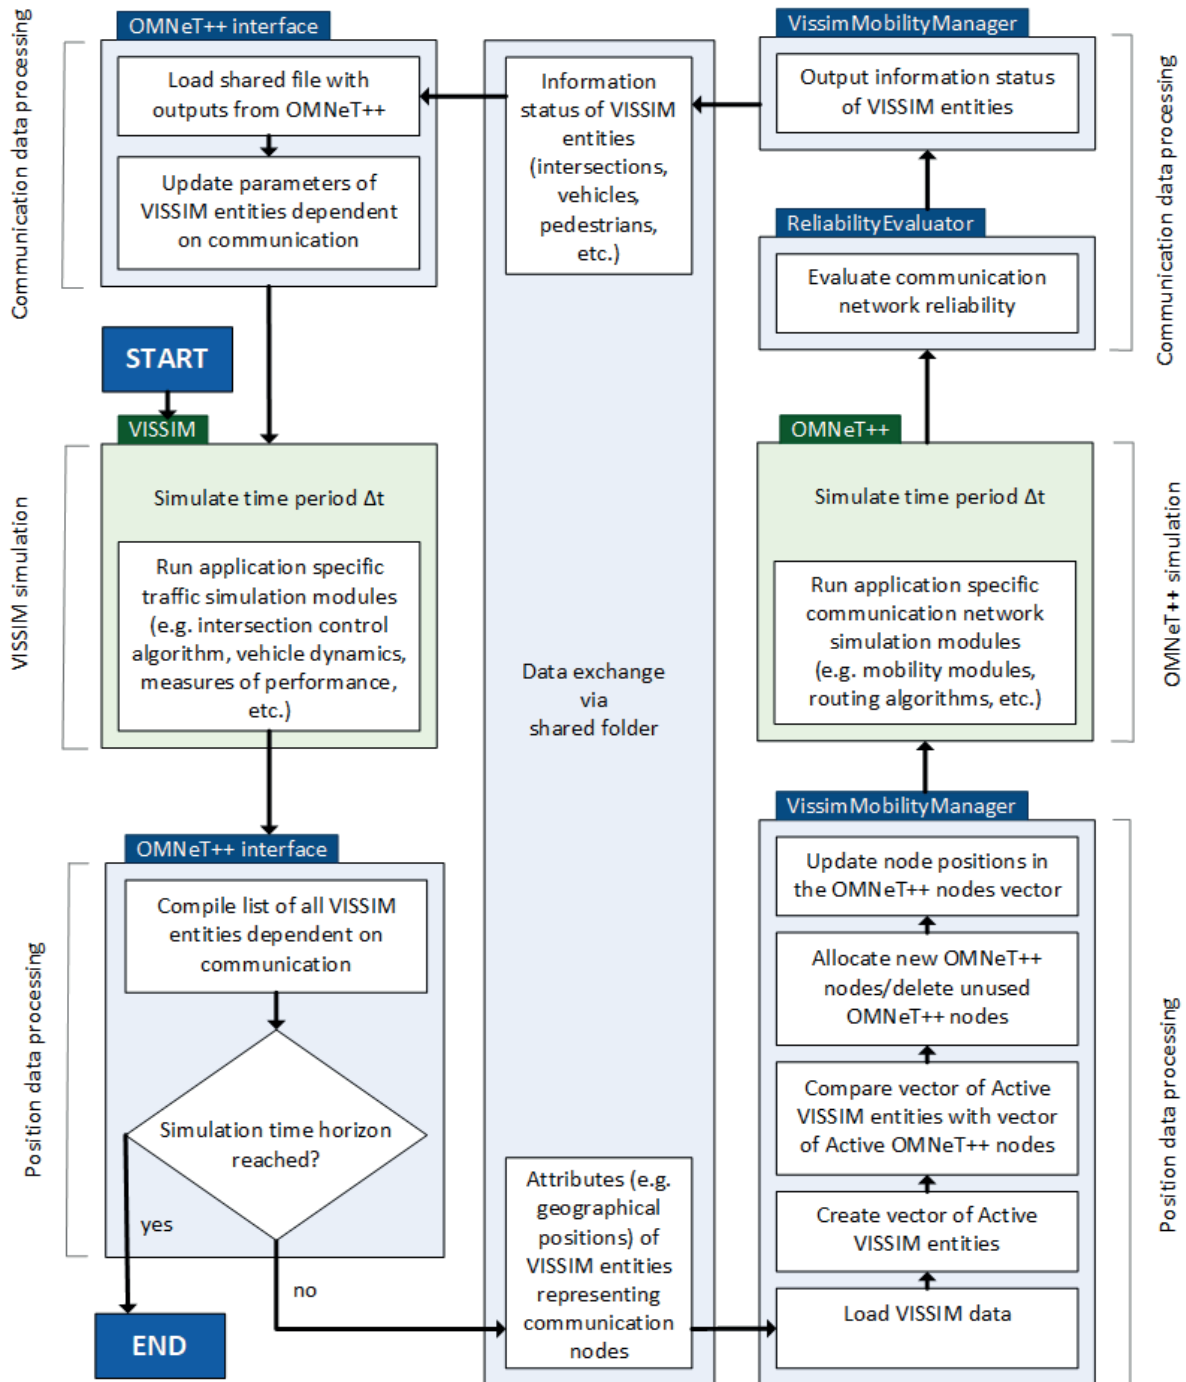 OMNeT++ interface
Load shared file with
outputs from OMNeT++
Update parameters of
VISSIM entities dependent
on communication
Communication data processing
START
VISSIM
Simulate time period Δt
Run application specific
traffic simulation modules
(e.g. intersection control
algorithm, vehicle dynamics,
measures of performance,
etc.)
VISSIM simulation
OMNeT++ interface
Compile list of all VISSIM
entities dependent on
communication
Simulation time horizon
reached?
yes
no
END
Position data processing
Information
status of VISSIM
entities
(intersections,
vehicles,
pedestrians,
etc.)
Data exchange
via
shared folder
Attributes (e.g.
geographical
positions) of
VISSIM entities
representing
communication
nodes
VissimMobilityManager
Output information status
of VISSIM entities
ReliabilityEvaluator
Evaluate communication
network reliability
Communication data processing
OMNeT++
Simulate time period Δt
Run application specific
communication network
simulation modules
(e.g. mobility modules,
routing algorithms, etc.)
OMNeT++ simulation
VissimMobilityManager
Update node positions in
the OMNeT++ nodes vector
Allocate new OMNeT++
nodes/delete unused
OMNeT++ nodes
Compare vector of Active
VISSIM entities with vector
of Active OMNeT++ nodes
Create vector of Active
VISSIM entities
Load VISSIM data
Position data processing